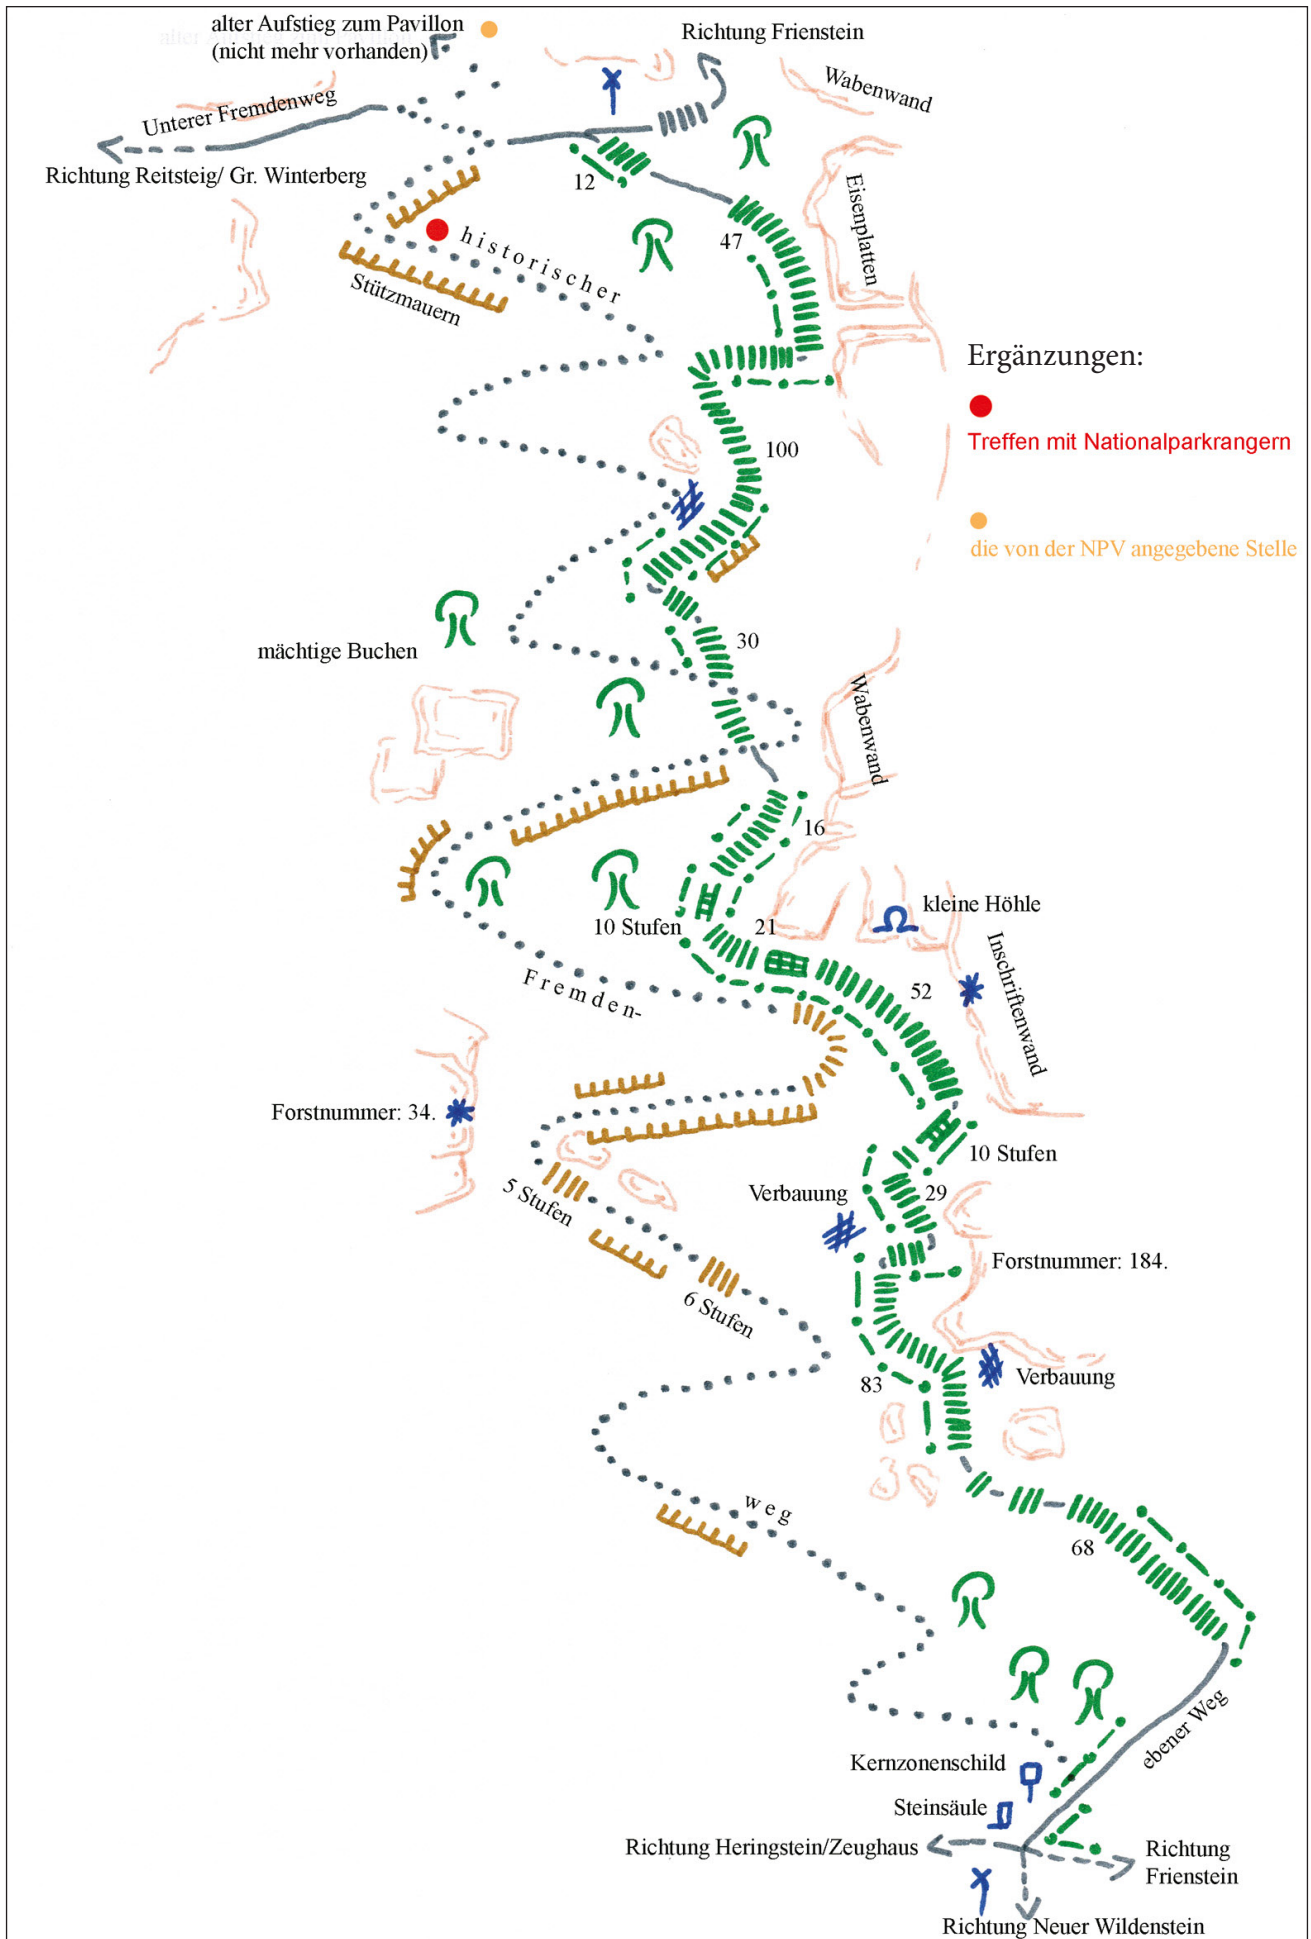 alter Aufstieg zum Pavillon
(nicht mehr vorhanden)
Richtung Frienstein
Wabenwand
Unterer Fremdenweg
Richtung Reitsteig/ Gr. Winterberg
12
47
Eisenplatten
historischer
Stützmauern
Ergänzungen:
Treffen mit Nationalparkrangern
die von der NPV angegebene Stelle
100
30
mächtige Buchen
Wabenwand
16
kleine Höhle
10 Stufen
21
Inschriftenwand
52
Fremden-
Forstnummer: 34.
10 Stufen
Verbauung
29
5 Stufen
Forstnummer: 184.
6 Stufen
Verbauung
83
weg
68
ebener Weg
Kernzonenschild
Steinsäule
Richtung Heringstein/Zeughaus
Richtung
Frienstein
Richtung Neuer Wildenstein